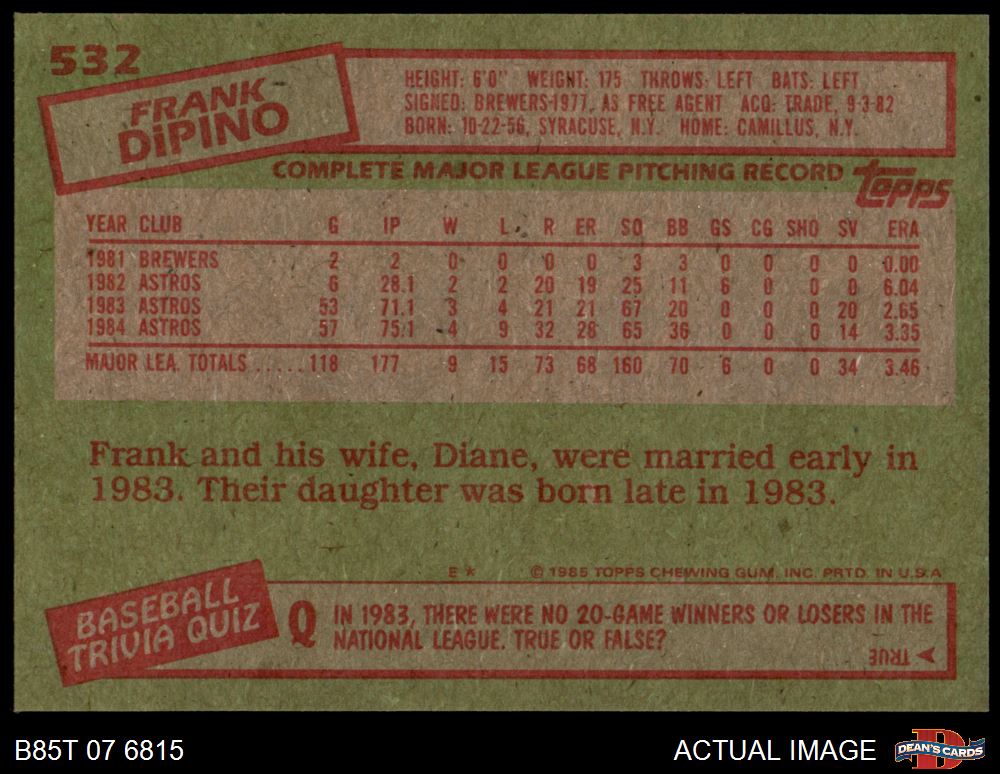 532
FRANK
DiPINO
HEIGHT: 6'0" WEIGHT: 175 THROWS: LEFT BATS: LEFT
SIGNED: BREWERS-1977, AS FREE AGENT ACQ: TRADE, 9-3-82
BORN: 10-22-56, SYRACUSE, N.Y. HOME: CAMILLUS, N.Y.
COMPLETE MAJOR LEAGUE PITCHING RECORD
Topps
YEAR CLUB G IP W L R ER SO BB GS CG SHO SV ERA
1981 BREWERS 2 2 0 0 0 0 3 3 0 0 0 0 0.00
1982 ASTROS 6 28.1 2 2 20 19 25 11 6 0 0 0 6.04
1983 ASTROS 53 71.1 3 4 21 21 67 20 0 0 0 20 2.65
1984 ASTROS 57 75.1 4 9 32 28 65 36 0 0 0 14 3.35
MAJOR LEA. TOTALS ..... 118 177 9 15 73 68 160 70 6 0 0 34 3.46
Frank and his wife, Diane, were married early in
1983. Their daughter was born late in 1983.
E * © 1985 TOPPS CHEWING GUM, INC. PRTD. IN U.S.A
BASEBALL
TRIVIA QUIZ
Q IN 1983, THERE WERE NO 20-GAME WINNERS OR LOSERS IN THE
NATIONAL LEAGUE. TRUE OR FALSE?
TRUE
B85T 07 6815
ACTUAL IMAGE
D
DEAN'S CARDS